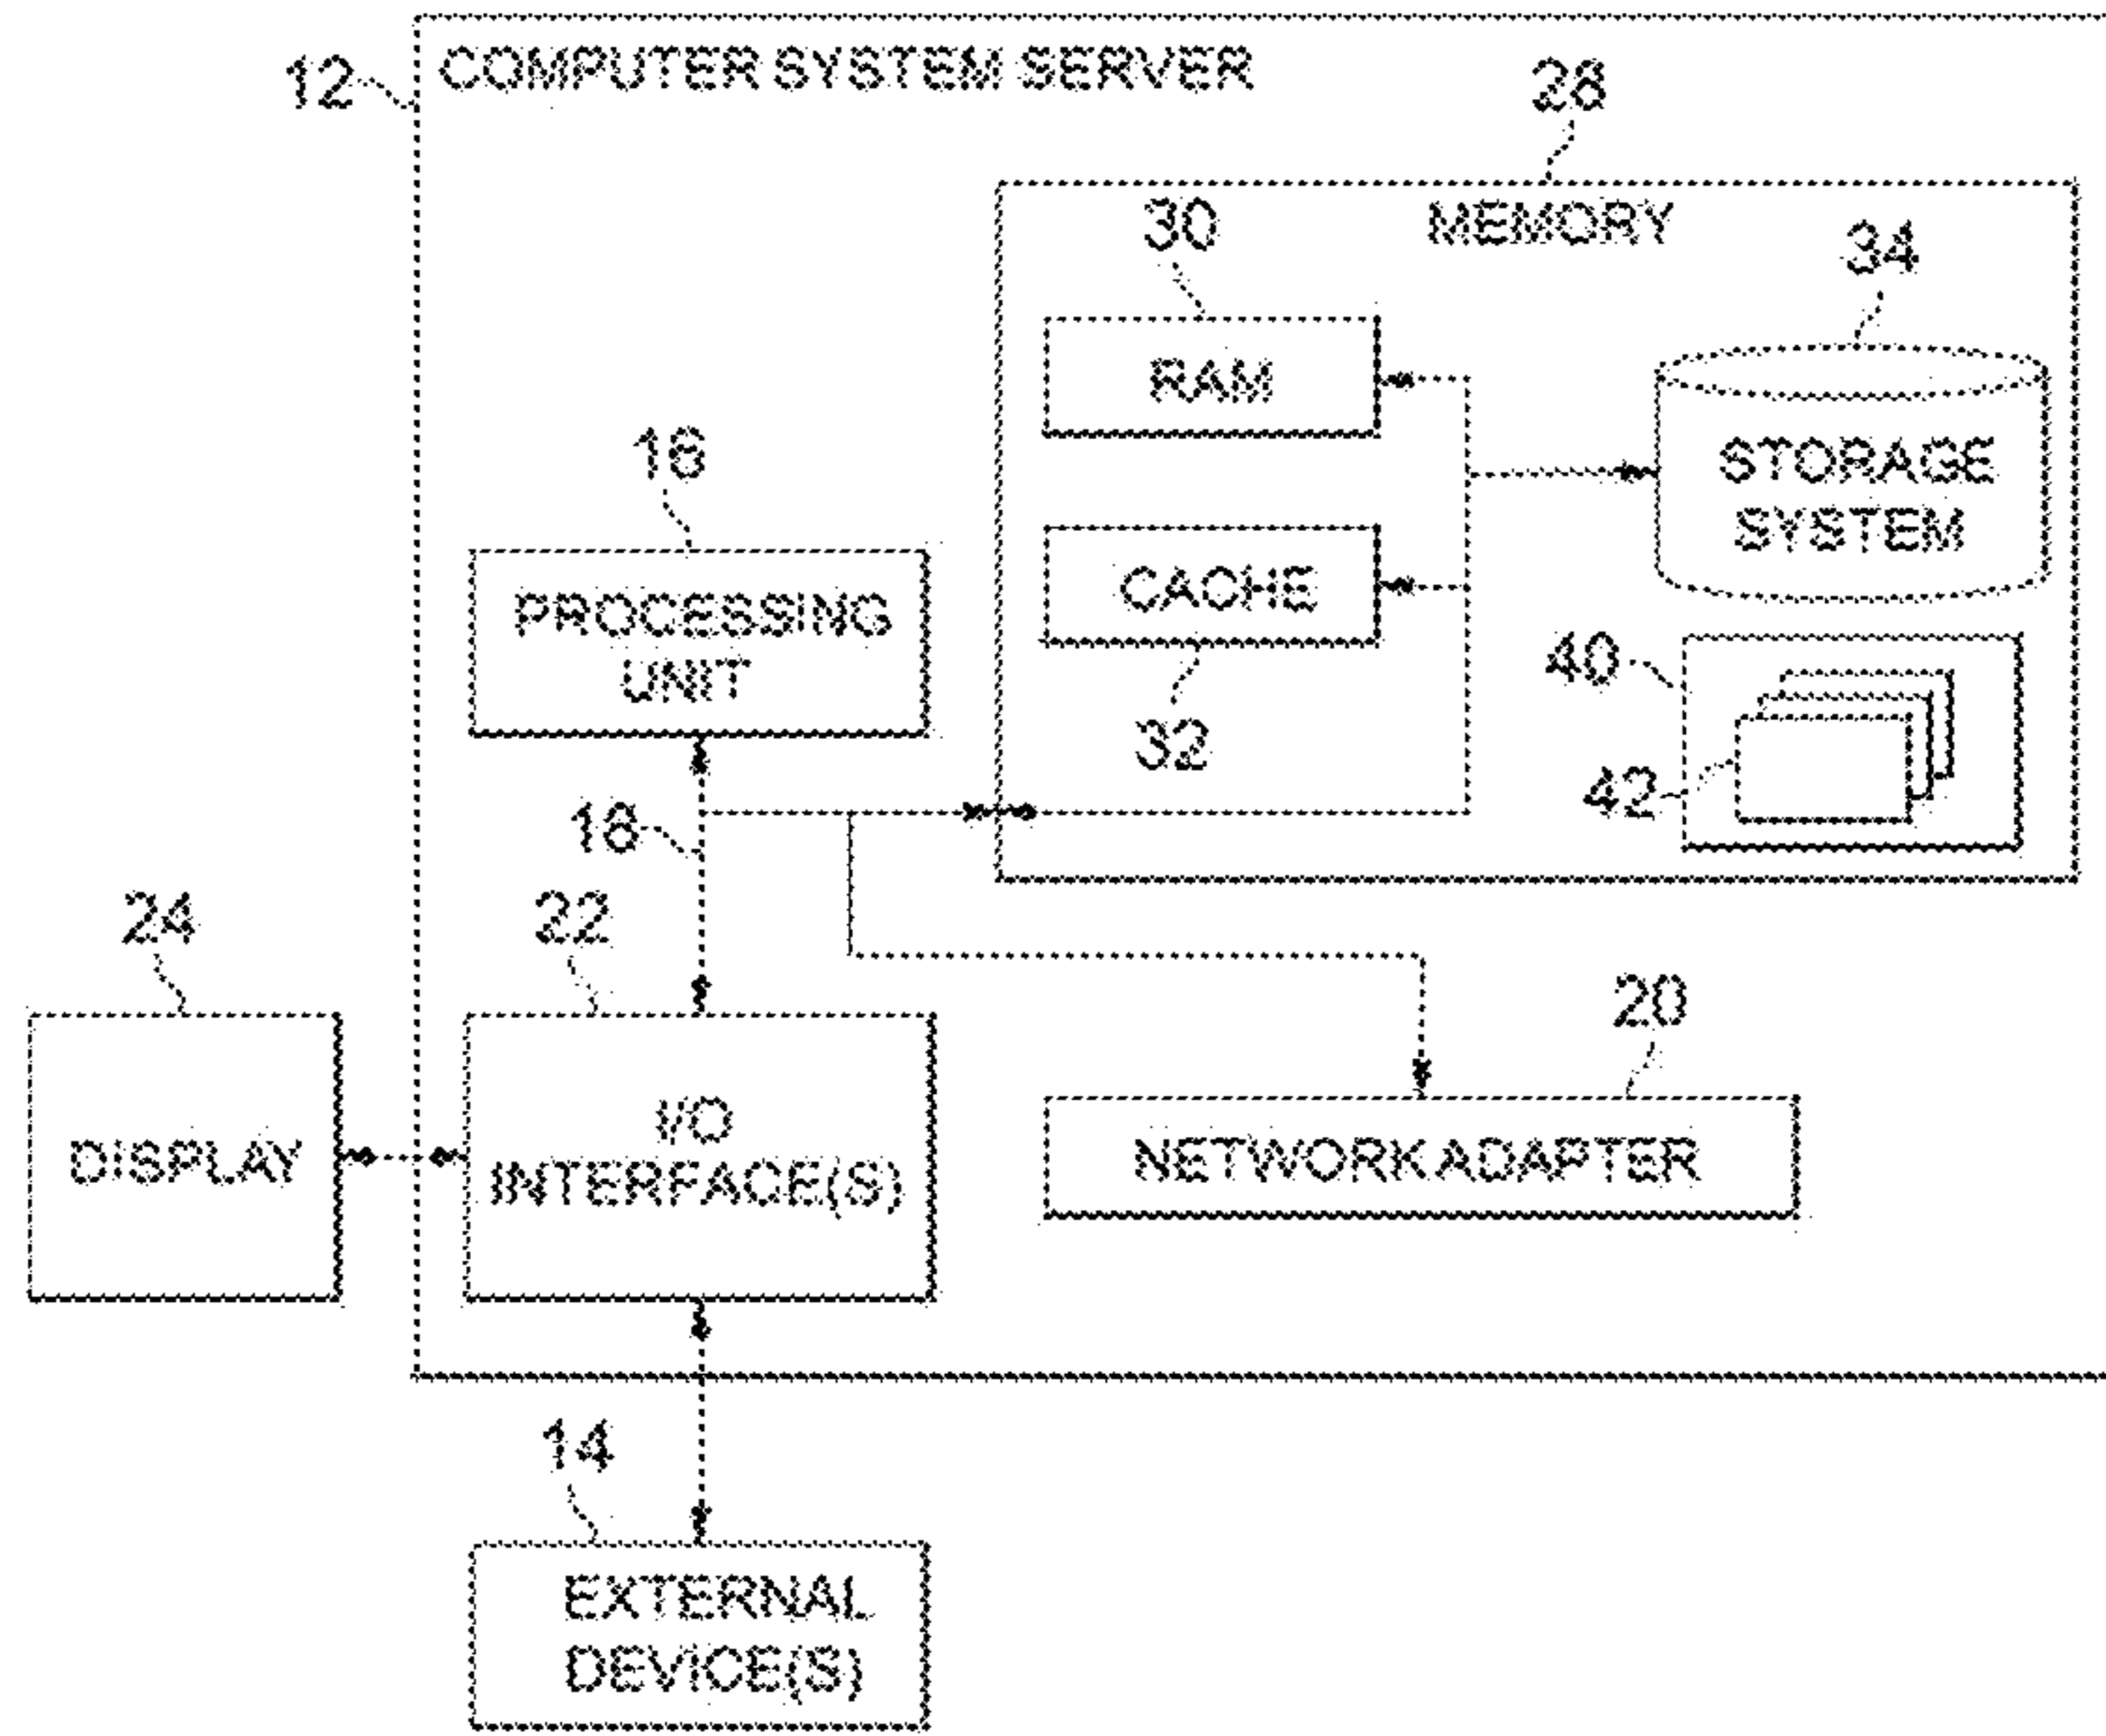 12
COMPUTER SYSTEM SERVER
28
MEMORY
30
34
RAM
STORAGE
SYSTEM
16
PROCESSING
UNIT
CACHE
32
40
42
18
24
22
20
DISPLAY
I/O
INTERFACE(S)
NETWORK ADAPTER
14
EXTERNAL
DEVICE(S)